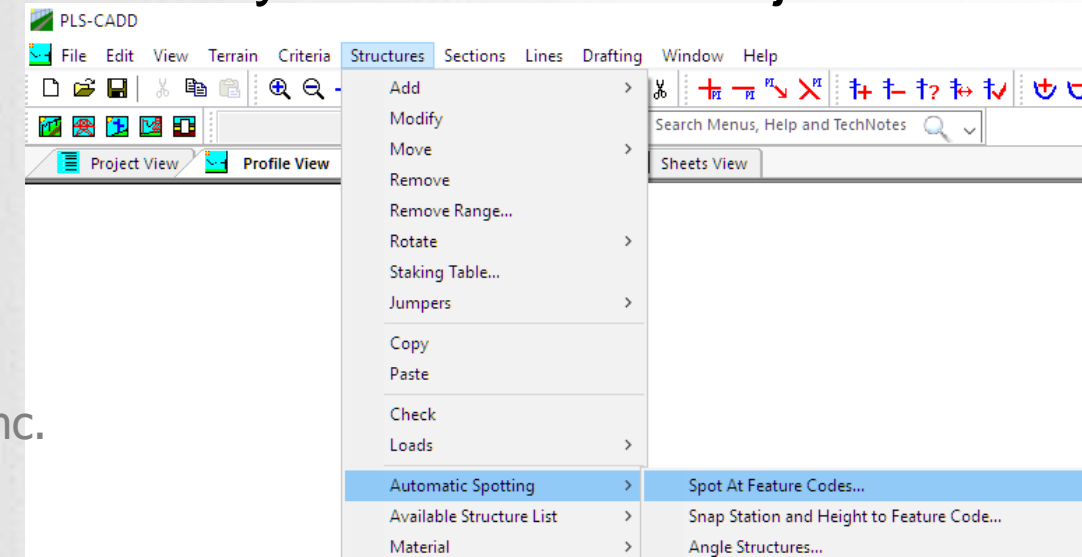 PLS-CADD
File Edit View Terrain Criteria Structures Sections Lines Drafting Window Help
Search Menus, Help and TechNotes
Project View Profile View Sheets View
Add
Modify
Move
Remove
Remove Range...
Rotate
Staking Table...
Jumpers
Copy
Paste
Check
Loads
nc.
Automatic Spotting
Spot At Feature Codes...
Available Structure List
Snap Station and Height to Feature Code...
Material
Angle Structures...